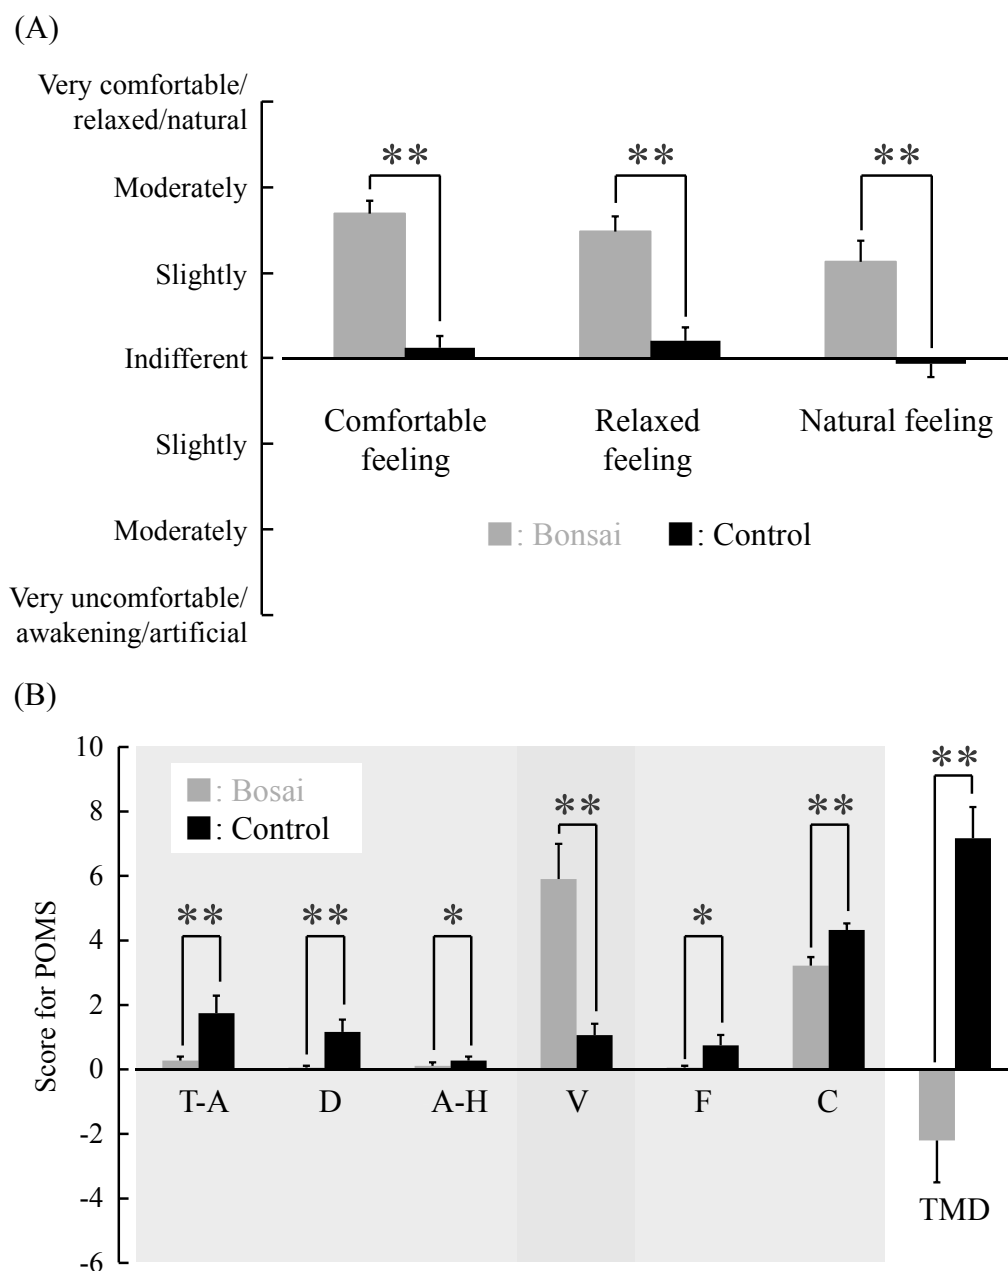 (A)
Very comfortable/
relaxed/natural
Moderately
Slightly
Indifferent
Slightly
Moderately
Very uncomfortable/
awakening/artificial
** ** **
Comfortable
feeling
Relaxed
feeling
Natural feeling
: Bonsai : Control
(B)
Score for POMS
10
8
6
4
2
0
-2
-4
-6
: Bosai
: Control
** ** * ** * ** **
T-A D A-H V F C TMD